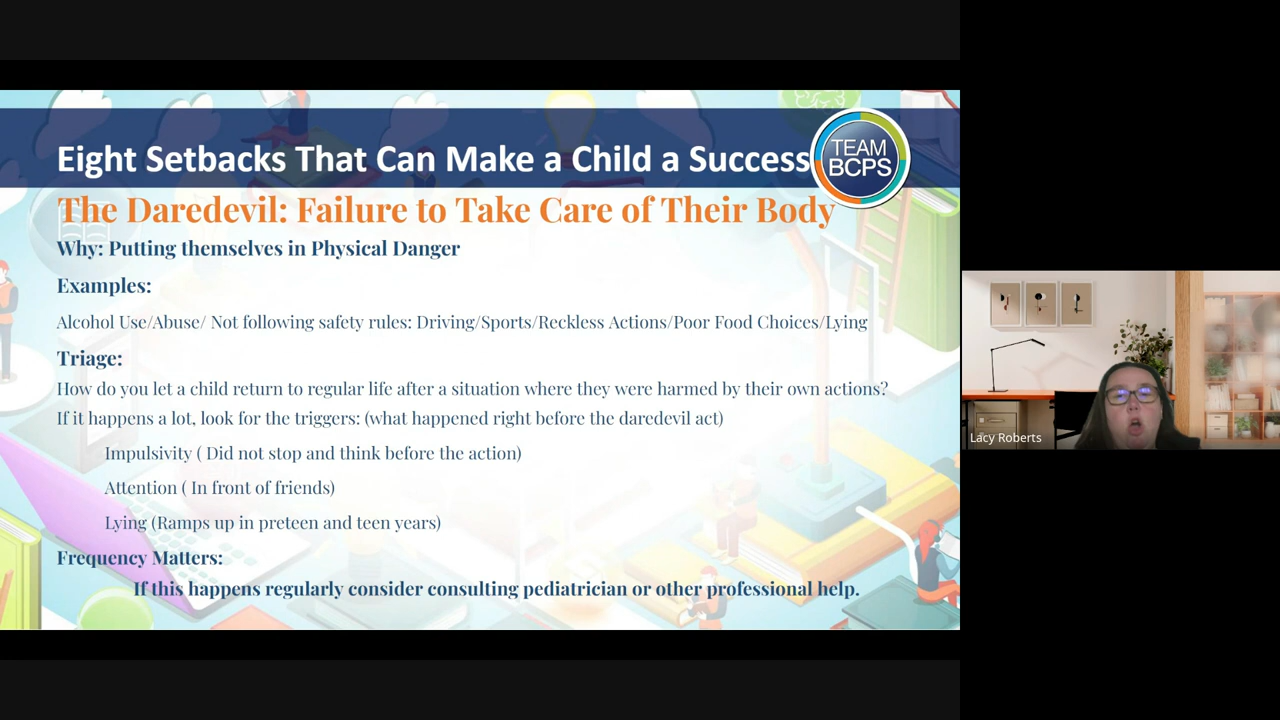 Eight Setbacks That Can Make a Child a Success
TEAM
BCPS
The Daredevil: Failure to Take Care of Their Body
Why: Putting themselves in Physical Danger
Examples:
Alcohol Use/Abuse/ Not following safety rules: Driving/Sports/Reckless Actions/Poor Food Choices/Lying
Triage:
How do you let a child return to regular life after a situation where they were harmed by their own actions?
If it happens a lot, look for the triggers: (what happened right before the daredevil act)
Impulsivity ( Did not stop and think before the action)
Attention ( In front of friends)
Lying (Ramps up in preteen and teen years)
Frequency Matters:
If this happens regularly consider consulting pediatrician or other professional help.
Lacy Roberts